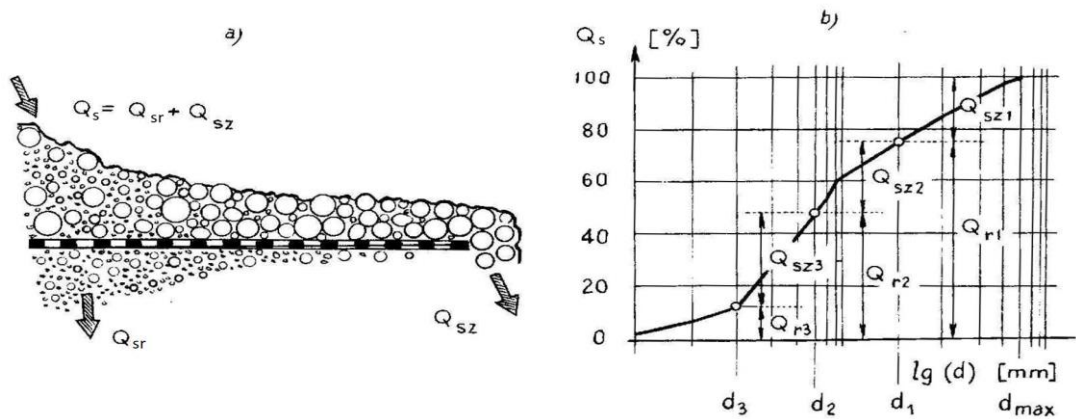 a)
Qs = Qsr + Qsz
Qsr
Qsz
b)
Qs [%]
100
80
60
40
20
0
Qsz1
Qsz2
Qr1
Qsz3
Qr2
Qr3
lg (d) [mm]
d3 d2 d1 dmax